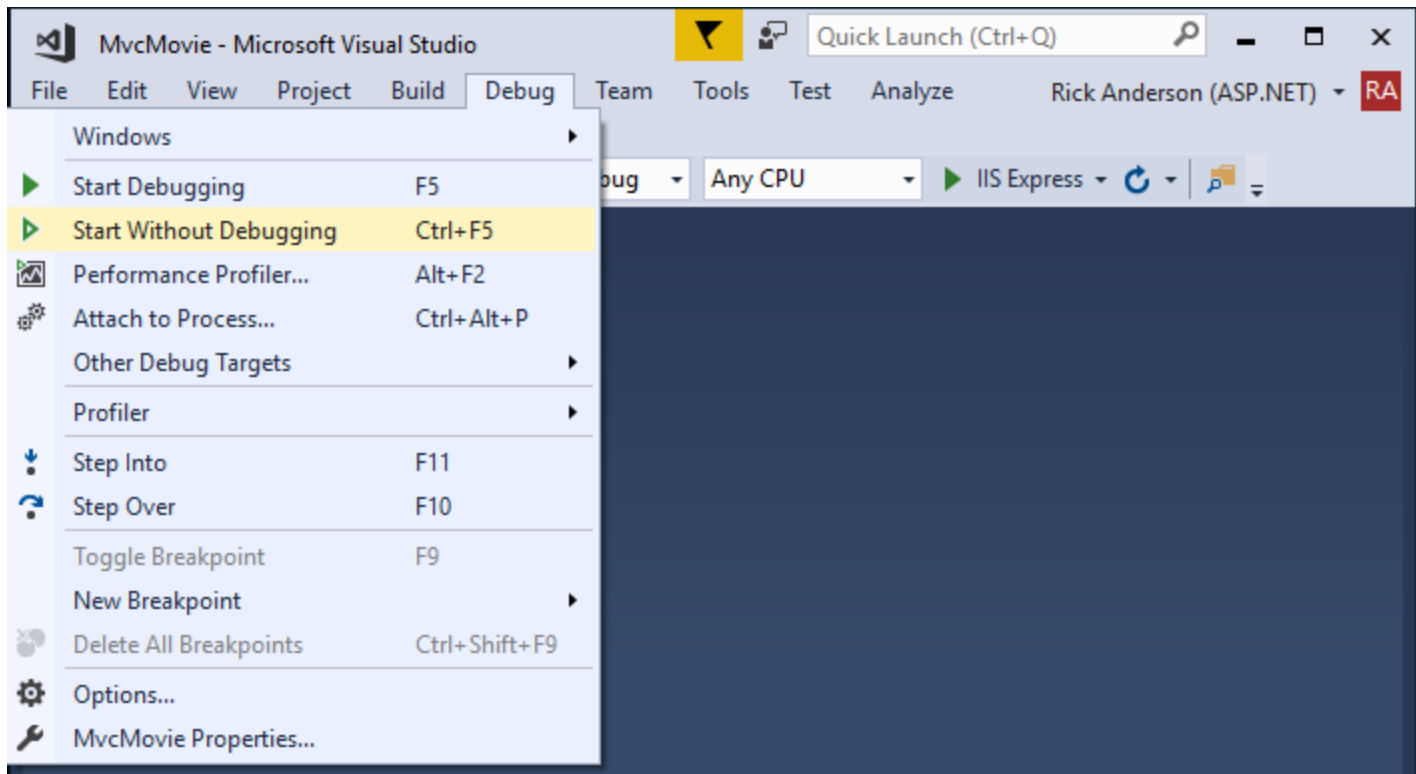 MvcMovie - Microsoft Visual Studio
Quick Launch (Ctrl+Q)
File Edit View Project Build Debug Team Tools Test Analyze Rick Anderson (ASP.NET) RA
Windows
Any CPU IIS Express
Start Debugging F5
Start Without Debugging Ctrl+F5
Performance Profiler... Alt+F2
Attach to Process... Ctrl+Alt+P
Other Debug Targets
Profiler
Step Into F11
Step Over F10
Toggle Breakpoint F9
New Breakpoint
Delete All Breakpoints Ctrl+Shift+F9
Options...
MvcMovie Properties...